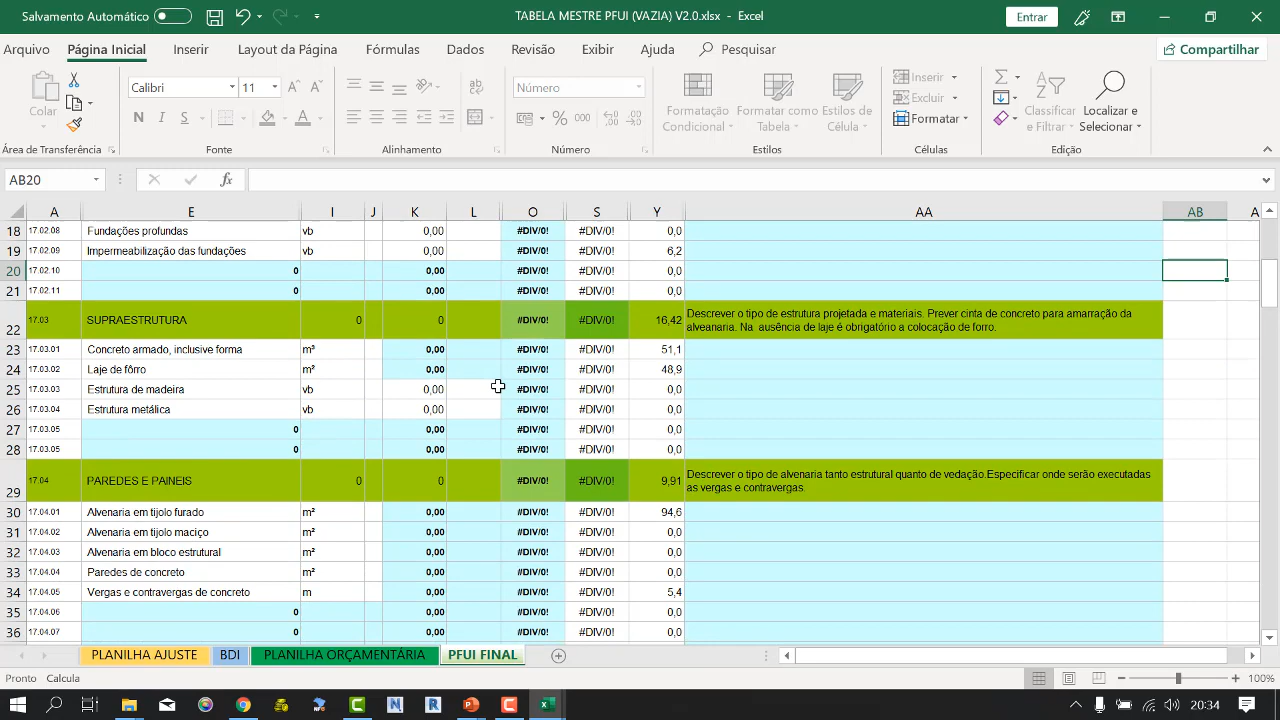 Salvamento Automático
TABELA MESTRE PFUI (VAZIA) V2.0.xlsx - Excel
Entrar
Arquivo Página Inicial Inserir Layout da Página Fórmulas Dados Revisão Exibir Ajuda Pesquisar Compartilhar
Colar
Calibri 11
N I S
Número
% 000
Formatação Condicional
Formatar como Tabela
Estilos de Célula
Inserir
Excluir
Formatar
Classificar e Filtrar
Localizar e Selecionar
Área de Transferência Fonte Alinhamento Número Estilos Células Edição
AB20 fx
A E I J K L O S Y AA AB A
18 17.02.08 Fundações profundas vb 0,00 #DIV/0! #DIV/0! 0,0
19 17.02.09 Impermeabilização das fundações vb 0,00 #DIV/0! #DIV/0! 6,2
20 17.02.10 0 0,00 #DIV/0! #DIV/0! 0,0
21 17.02.11 0 0,00 #DIV/0! #DIV/0! 0,0
22 17.03 SUPRAESTRUTURA 0 0 #DIV/0! #DIV/0! 16,42 Descrever o tipo de estrutura projetada e materiais. Prever cinta de concreto para amarração da
alveanaria. Na ausência de laje é obrigatório a colocação de forro.
23 17.03.01 Concreto armado, inclusive forma m³ 0,00 #DIV/0! #DIV/0! 51,1
24 17.03.02 Laje de fôrro m² 0,00 #DIV/0! #DIV/0! 48,9
25 17.03.03 Estrutura de madeira vb 0,00 #DIV/0! #DIV/0! 0,0
26 17.03.04 Estrutura metálica vb 0,00 #DIV/0! #DIV/0! 0,0
27 17.03.05 0 0,00 #DIV/0! #DIV/0! 0,0
28 17.03.05 0 0,00 #DIV/0! #DIV/0! 0,0
29 17.04 PAREDES E PAINEIS 0 0 #DIV/0! #DIV/0! 9,91 Descrever o tipo de alvenaria tanto estrutural quanto de vedação.Especificar onde serão executadas
as vergas e contravergas.
30 17.04.01 Alvenaria em tijolo furado m² 0,00 #DIV/0! #DIV/0! 94,6
31 17.04.02 Alvenaria em tijolo maciço m² 0,00 #DIV/0! #DIV/0! 0,0
32 17.04.03 Alvenaria em bloco estrutural m² 0,00 #DIV/0! #DIV/0! 0,0
33 17.04.04 Paredes de concreto m² 0,00 #DIV/0! #DIV/0! 0,0
34 17.04.05 Vergas e contravergas de concreto m 0,00 #DIV/0! #DIV/0! 5,4
35 17.04.06 0 0,00 #DIV/0! #DIV/0! 0,0
36 17.04.07 0 0,00 #DIV/0! #DIV/0! 0,0
PLANILHA AJUSTE BDI PLANILHA ORÇAMENTÁRIA PFUI FINAL
Pronto Calcula 100%
20:34